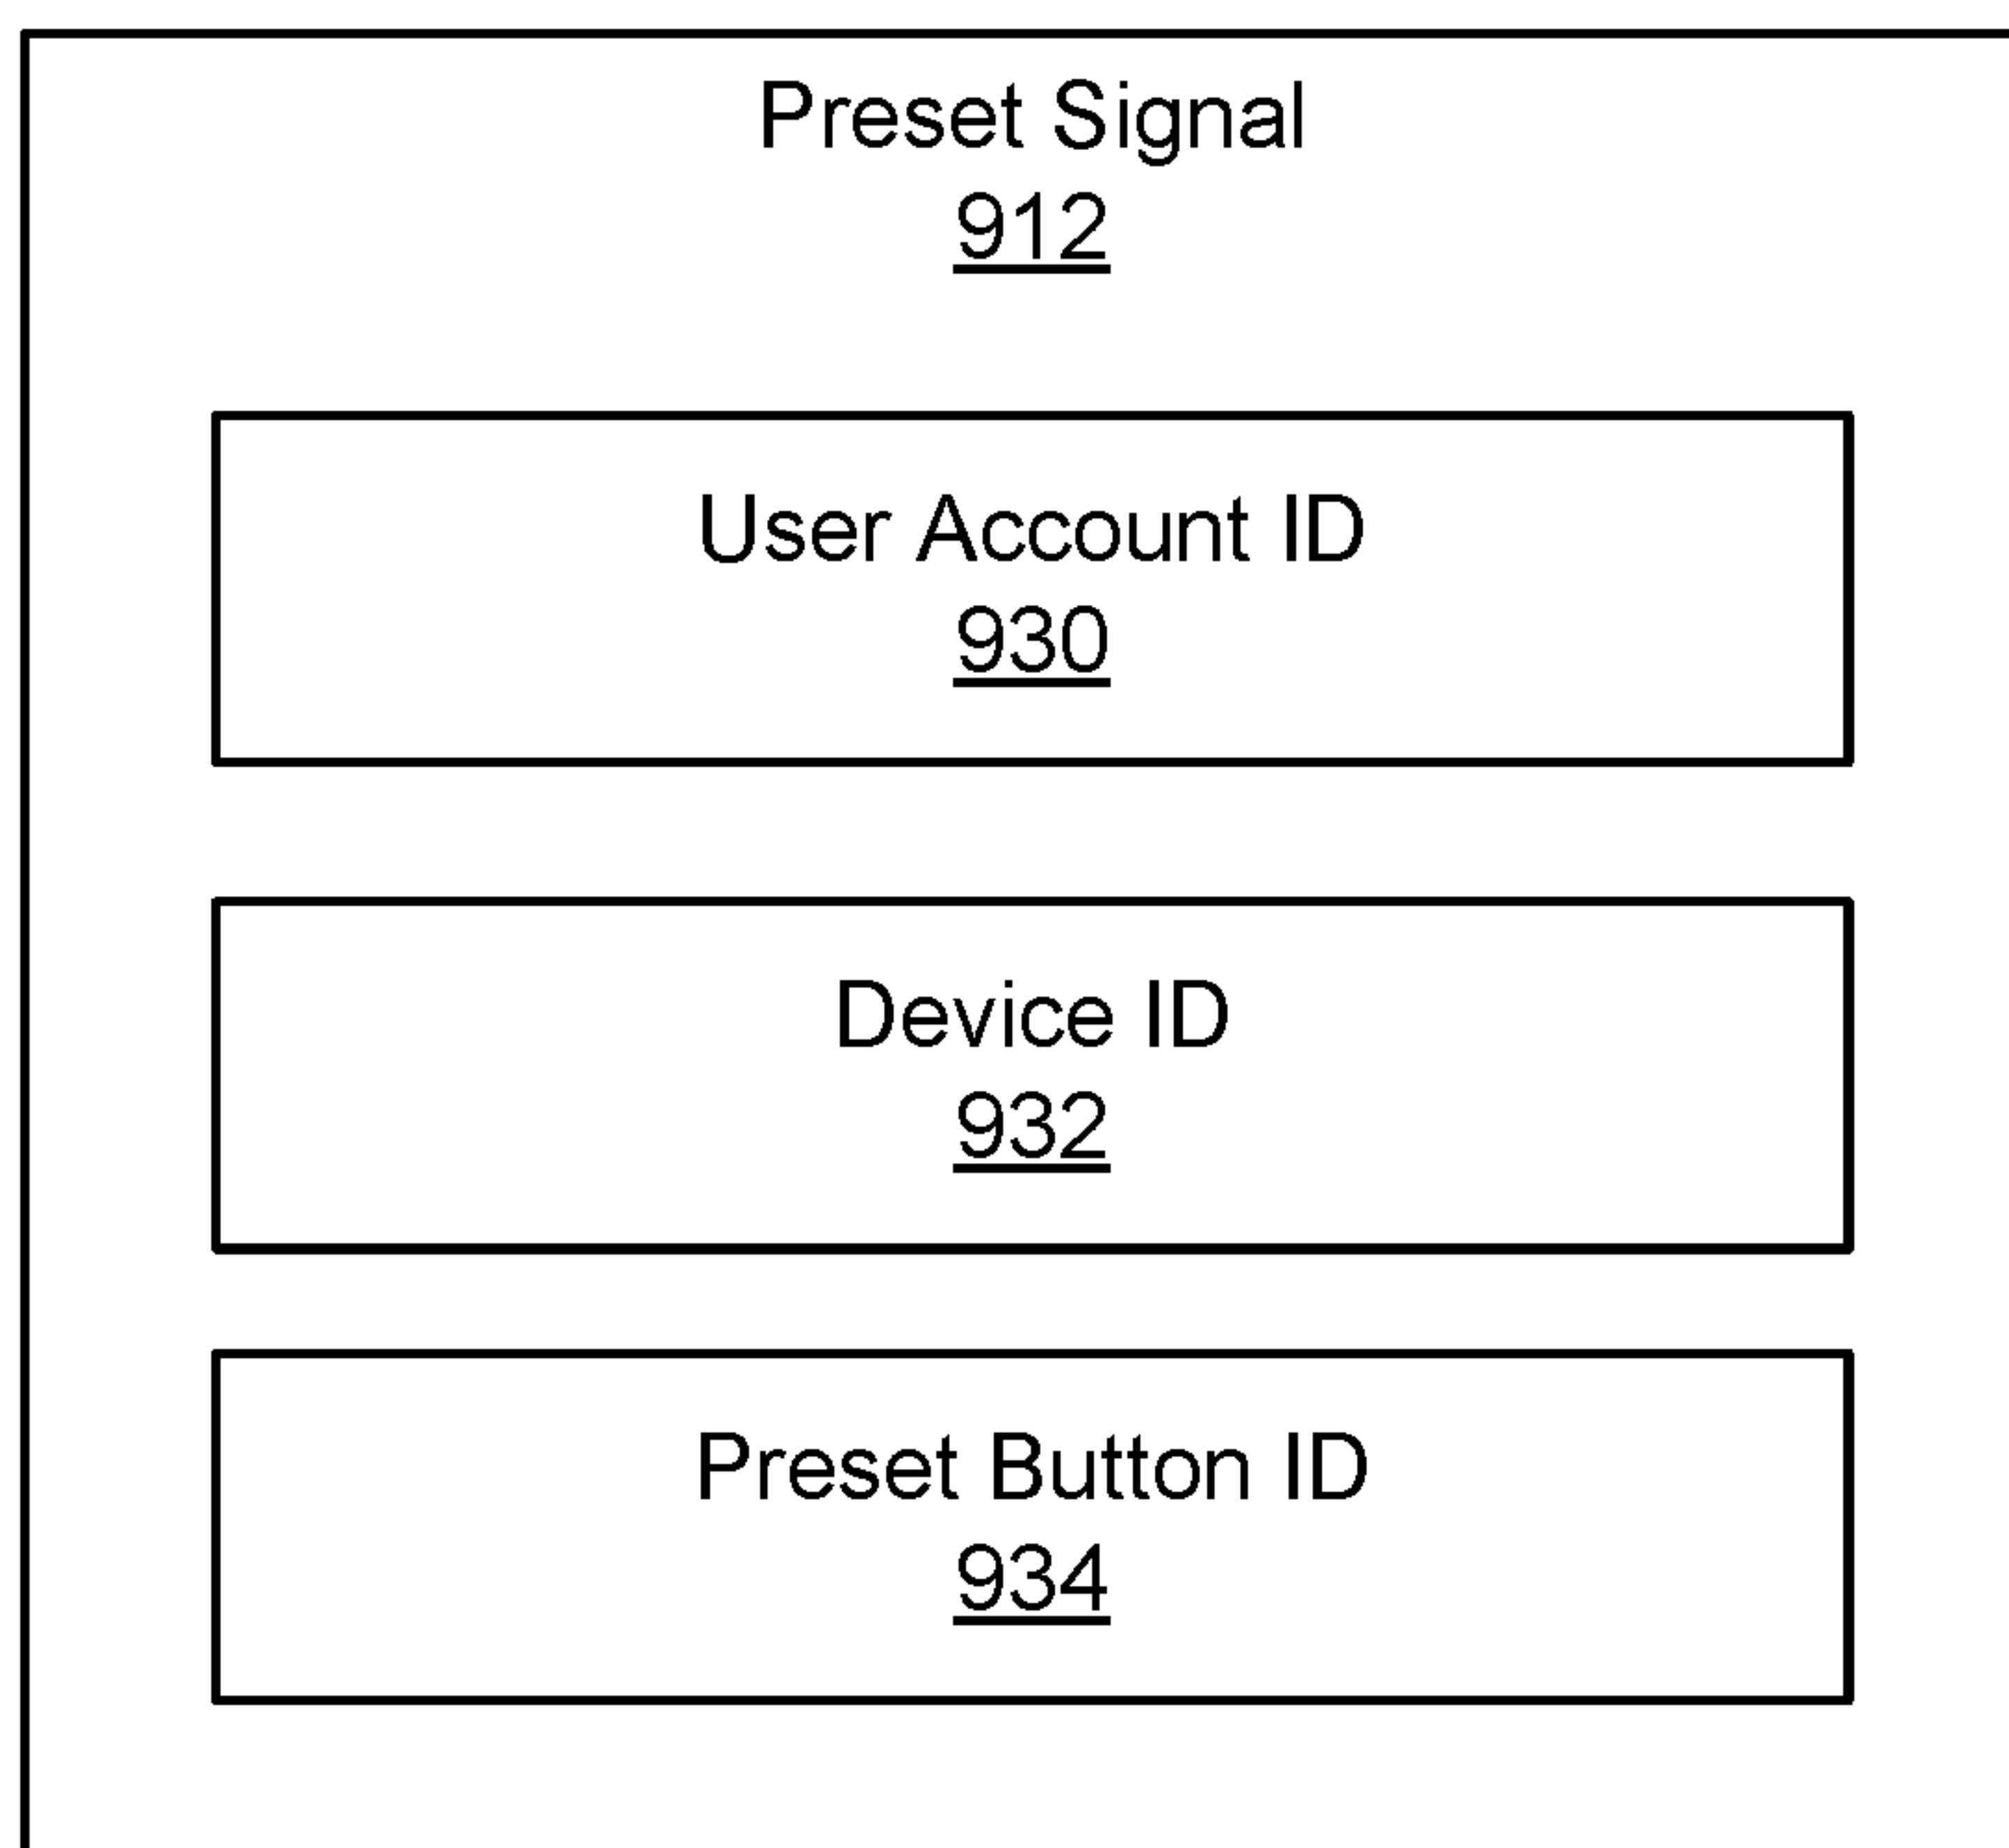 Preset Signal
912
User Account ID
930
Device ID
932
Preset Button ID
934